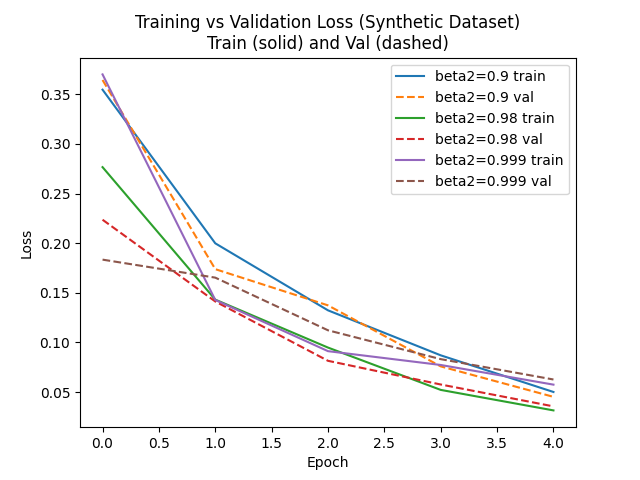 Training vs Validation Loss (Synthetic Dataset)
Train (solid) and Val (dashed)
beta2=0.9 train
beta2=0.9 val
beta2=0.98 train
beta2=0.98 val
beta2=0.999 train
beta2=0.999 val
Loss
0.35
0.30
0.25
0.20
0.15
0.10
0.05
0.0 0.5 1.0 1.5 2.0 2.5 3.0 3.5 4.0
Epoch